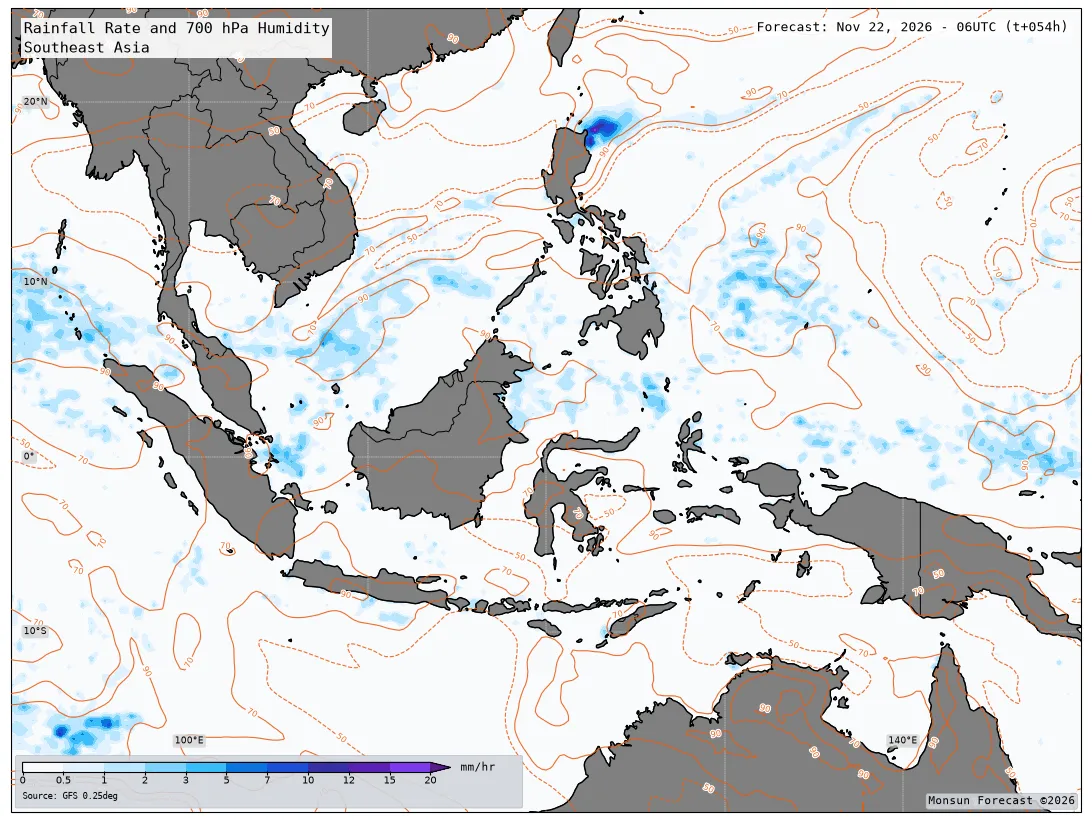 Rainfall Rate and 700 hPa Humidity
Southeast Asia
Forecast: Nov 22, 2026 - 06UTC (t+054h)
20°N
10°N
0°
10°S
100°E
140°E
mm/hr
0 0.5 1 2 3 5 7 10 12 15 20
Source: GFS 0.25deg
Monsun Forecast ©2026